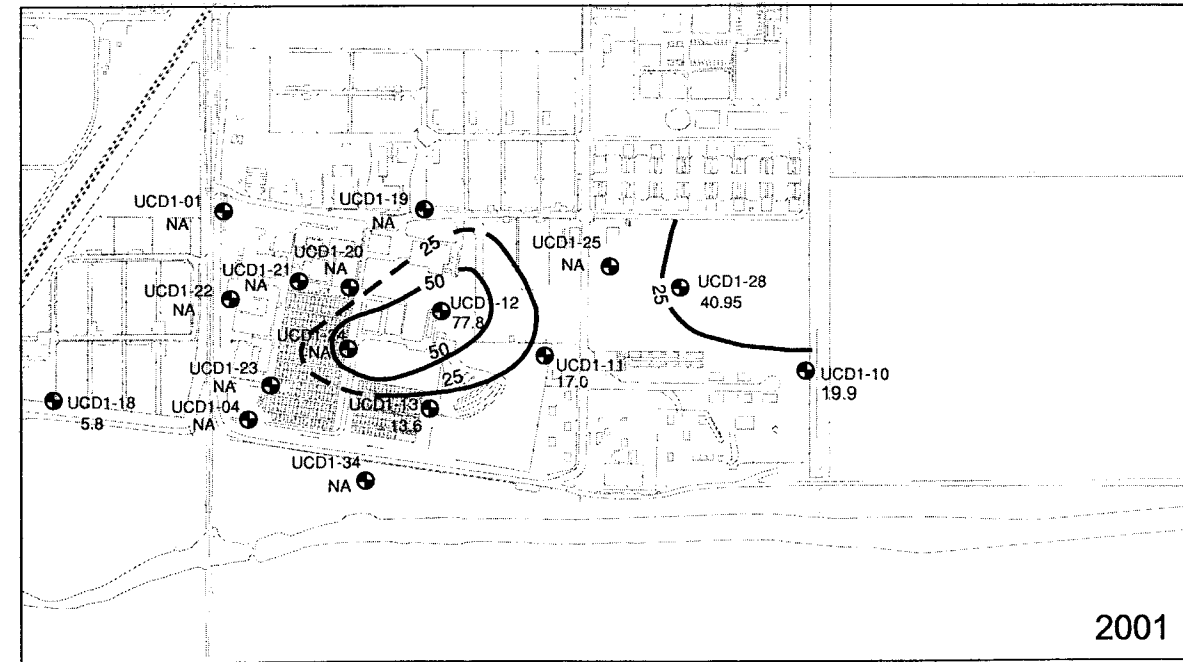 UCD1-01
NA
UCD1-19
NA
UCD1-25
NA
25
UCD1-20
NA
UCD1-21
NA
UCD1-22
NA
50
25
UCD1-28
40.95
UCD1-12
77.8
NA
50
25
UCD1-11
17.0
UCD1-10
19.9
UCD1-23
NA
UCD1-18
5.8
UCD1-04
NA
UCD1-13
13.6
UCD1-34
NA
2001